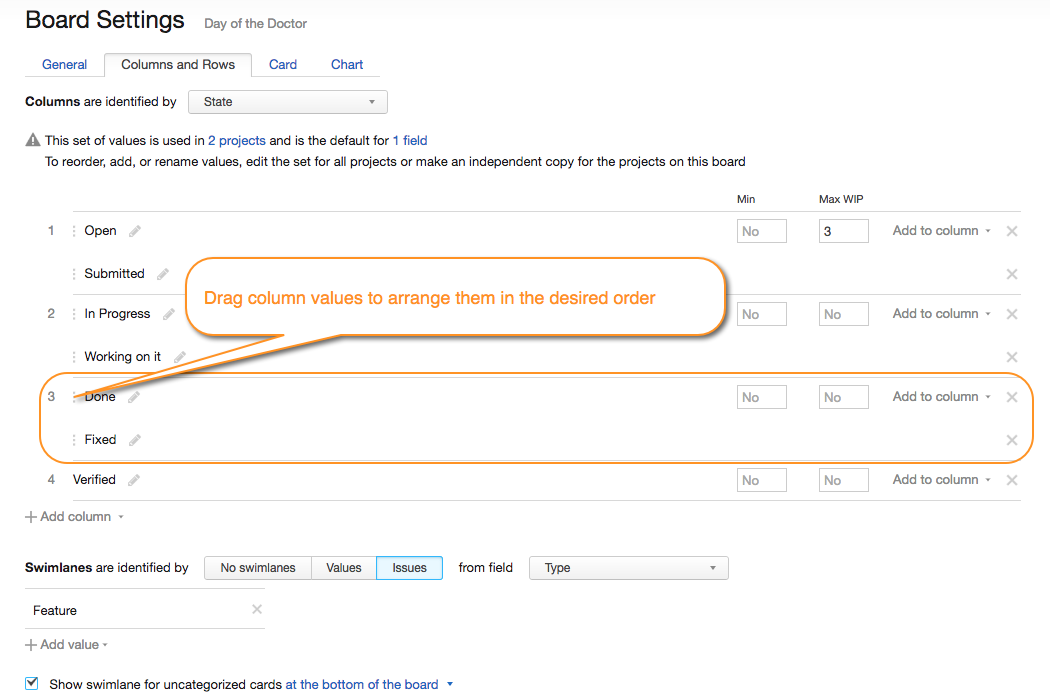 Board Settings Day of the Doctor
General Columns and Rows Card Chart
Columns are identified by State
This set of values is used in 2 projects and is the default for 1 field
To reorder, add, or rename values, edit the set for all projects or make an independent copy for the projects on this board
Min Max WIP
1 Open No 3 Add to column
Submitted
Drag column values to arrange them in the desired order
2 In Progress No No Add to column
Working on it
3 Done No No Add to column
Fixed
4 Verified No No Add to column
Add column
Swimlanes are identified by No swimlanes Values Issues from field Type
Feature
Add value
Show swimlane for uncategorized cards at the bottom of the board